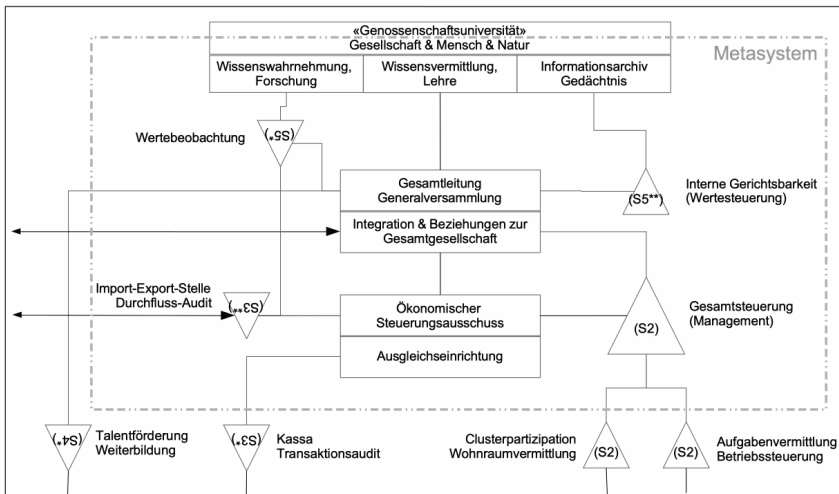 «Genossenschaftsuniversität»
Gesellschaft & Mensch & Natur
Metasystem
Wissenswahrnehmung,
Forschung
Wissensvermittlung,
Lehre
Informationsarchiv
Gedächtnis
Wertebeobachtung
(S5*)
Gesamtleitung
Generalversammlung
(S5**)
Interne Gerichtsbarkeit
(Wertesteuerung)
Integration & Beziehungen zur
Gesamtgesellschaft
Import-Export-Stelle
Durchfluss-Audit
(S3**)
Ökonomischer
Steuerungsausschuss
Ausgleichseinrichtung
(S2)
Gesamtsteuerung
(Management)
(S4*)
Talentförderung
Weiterbildung
(S3*)
Kassa
Transaktionsaudit
Clusterpartizipation
Wohnraumvermittlung
(S2)
(S2)
Aufgabenvermittlung
Betriebssteuerung